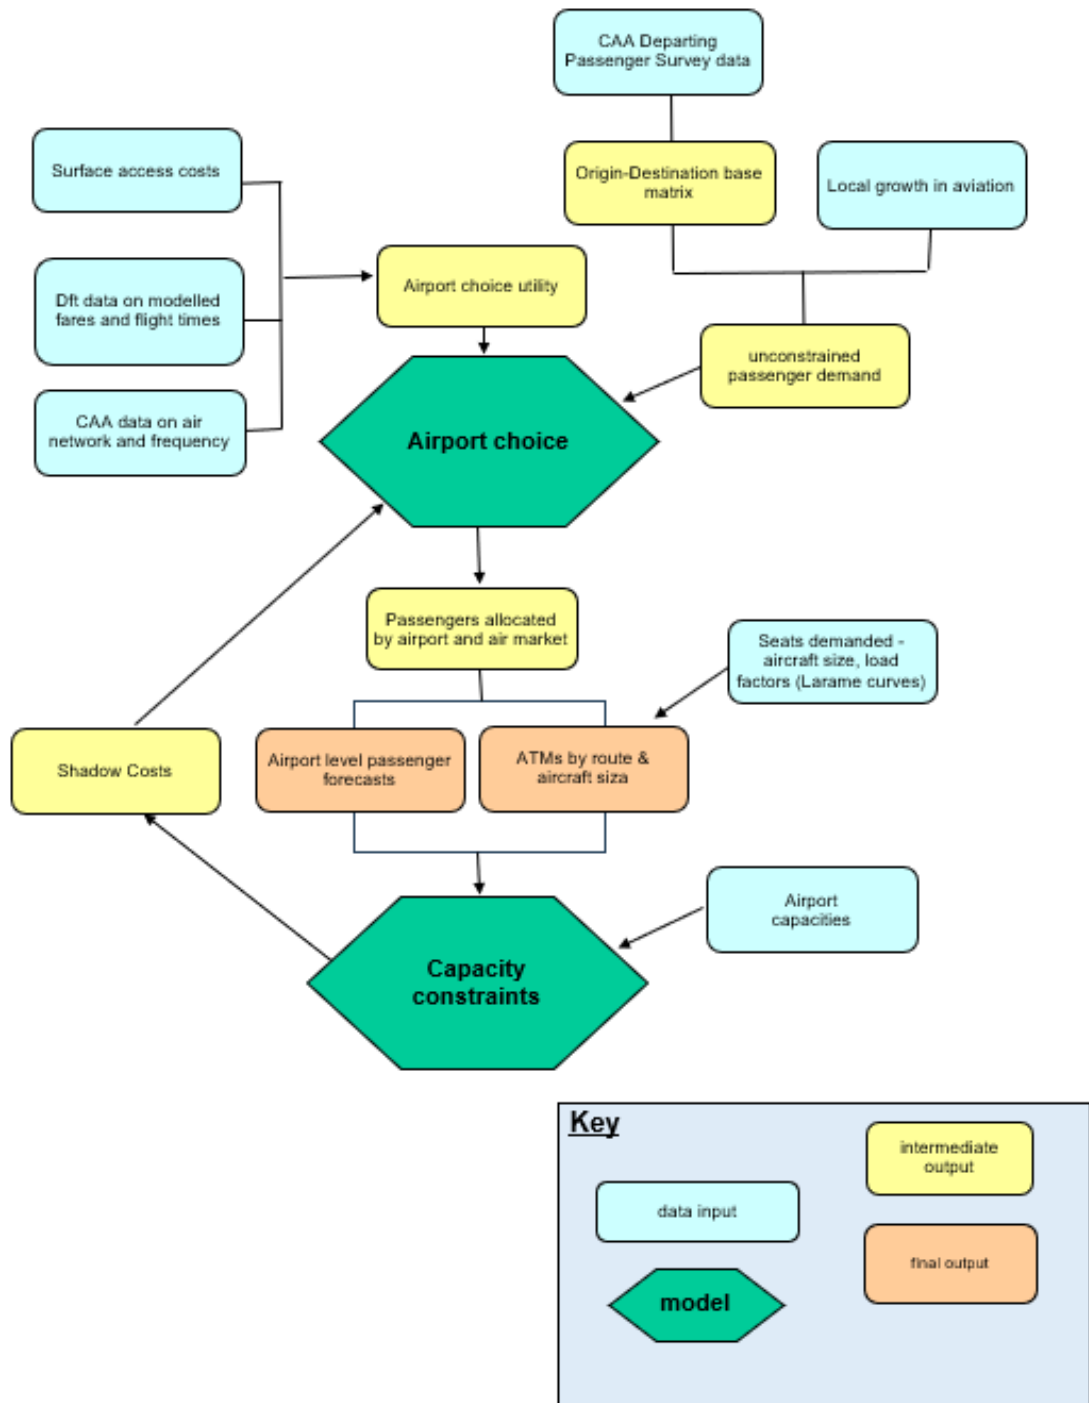 CAA Departing
Passenger Survey data
Surface access costs
Origin-Destination base
matrix
Local growth in aviation
Dft data on modelled
fares and flight times
Airport choice utility
unconstrained
passenger demand
CAA data on air
network and frequency
Airport choice
Passengers allocated
by airport and air market
Seats demanded -
aircraft size, load
factors (Larame curves)
Shadow Costs
Airport level passenger
forecasts
ATMs by route &
aircraft siza
Airport
capacities
Capacity
constraints
Key
intermediate
output
data input
final output
model